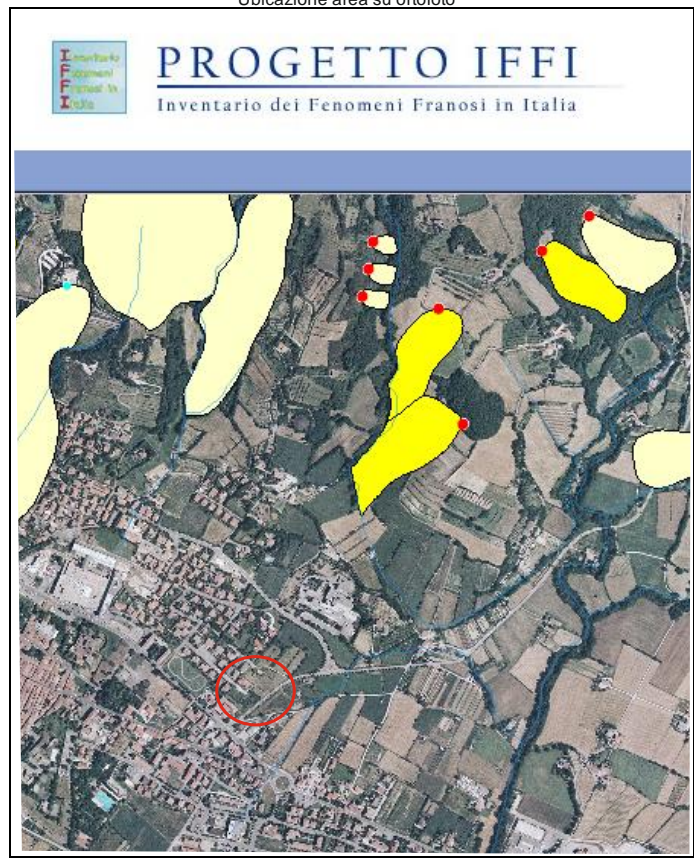 Ubicazione area su ortofoto
Inventario
Fenomeni
Franosi in
Italia
PROGETTO IFFI
Inventario dei Fenomeni Franosi in Italia